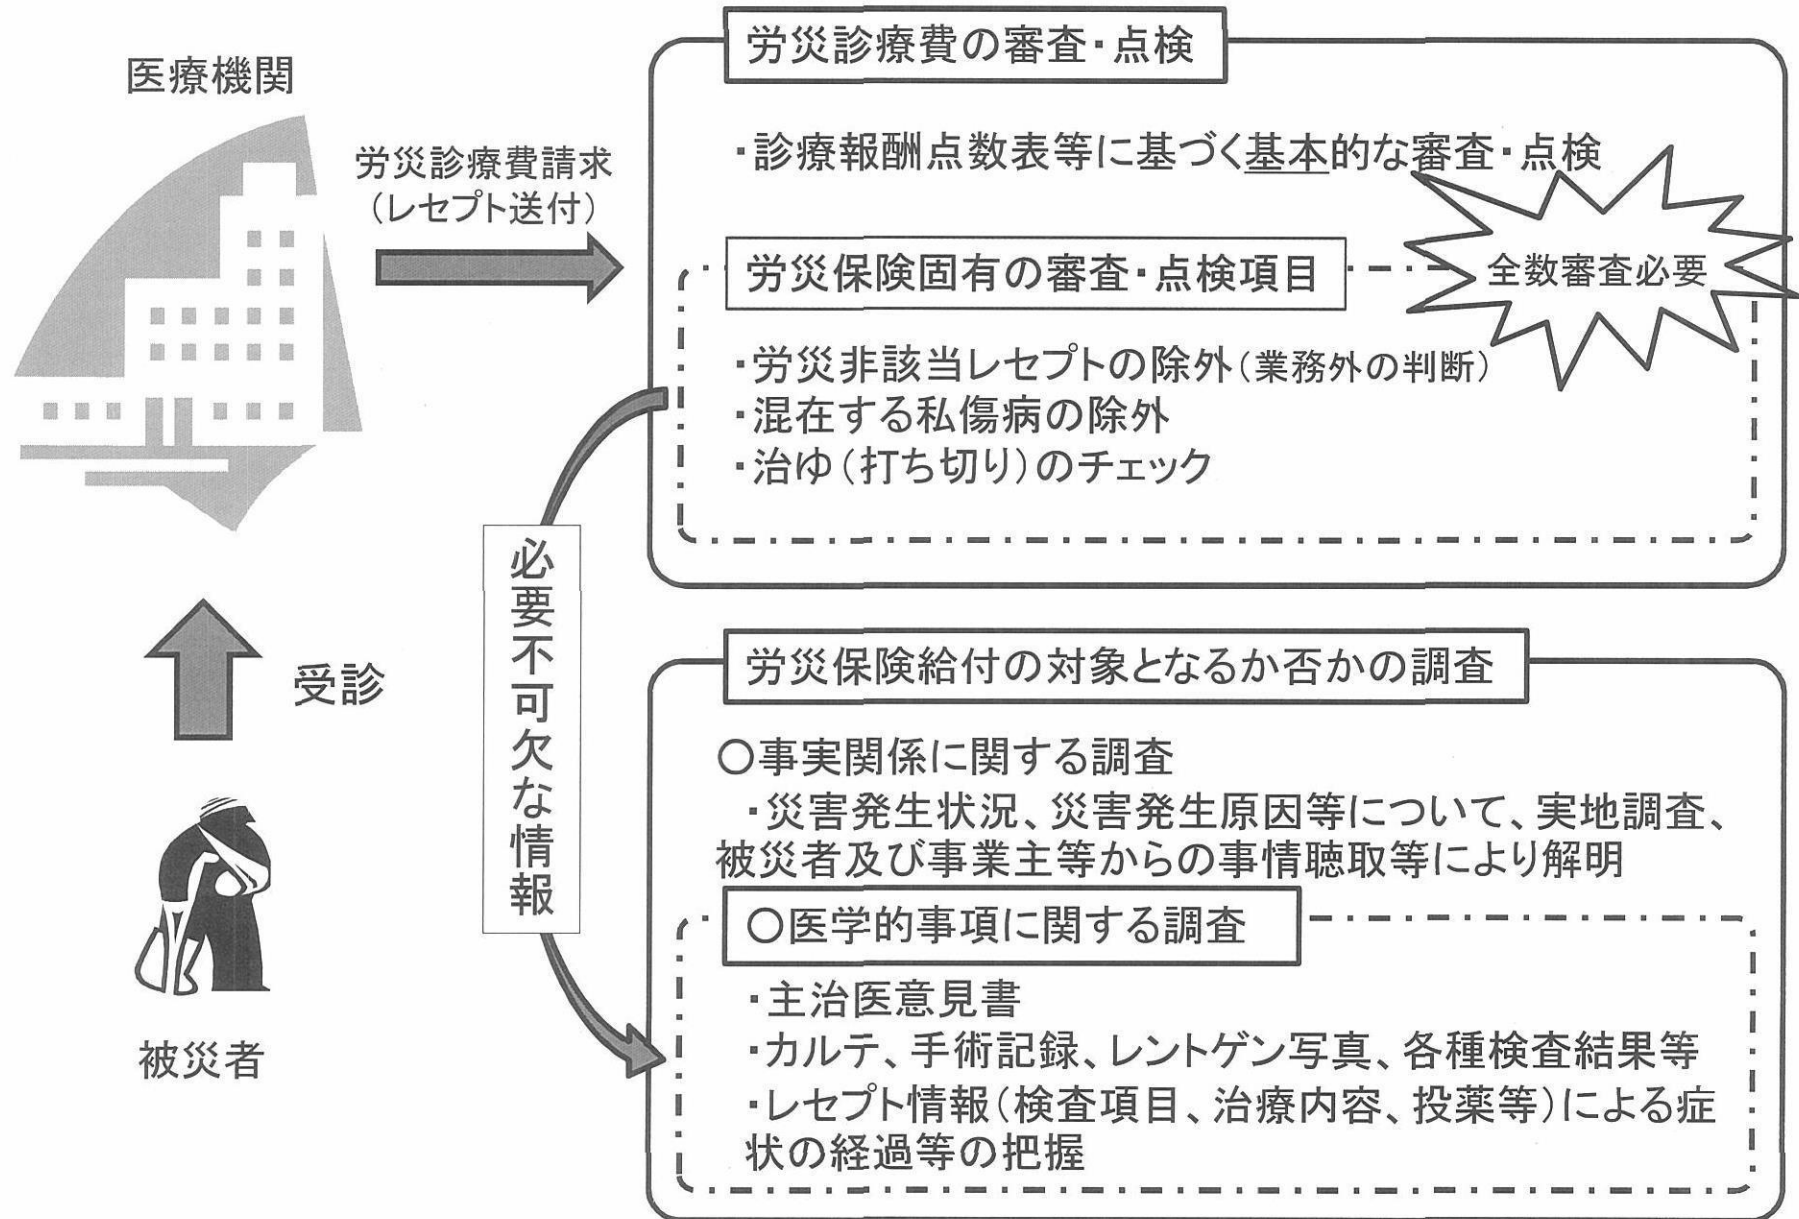 医療機関
労災診療費請求
（レセプト送付）
受診
被災者
労災診療費の審査・点検
・診療報酬点数表等に基づく基本的な審査・点検
全数審査必要
労災保険固有の審査・点検項目
・労災非該当レセプトの除外（業務外の判断）
・混在する私傷病の除外
・治ゆ（打ち切り）のチェック
必要不可欠な情報
労災保険給付の対象となるか否かの調査
○事実関係に関する調査
・災害発生状況、災害発生原因等について、実地調査、
被災者及び事業主等からの事情聴取等により解明
○医学的事項に関する調査
・主治医意見書
・カルテ、手術記録、レントゲン写真、各種検査結果等
・レセプト情報（検査項目、治療内容、投薬等）による症
状の経過等の把握